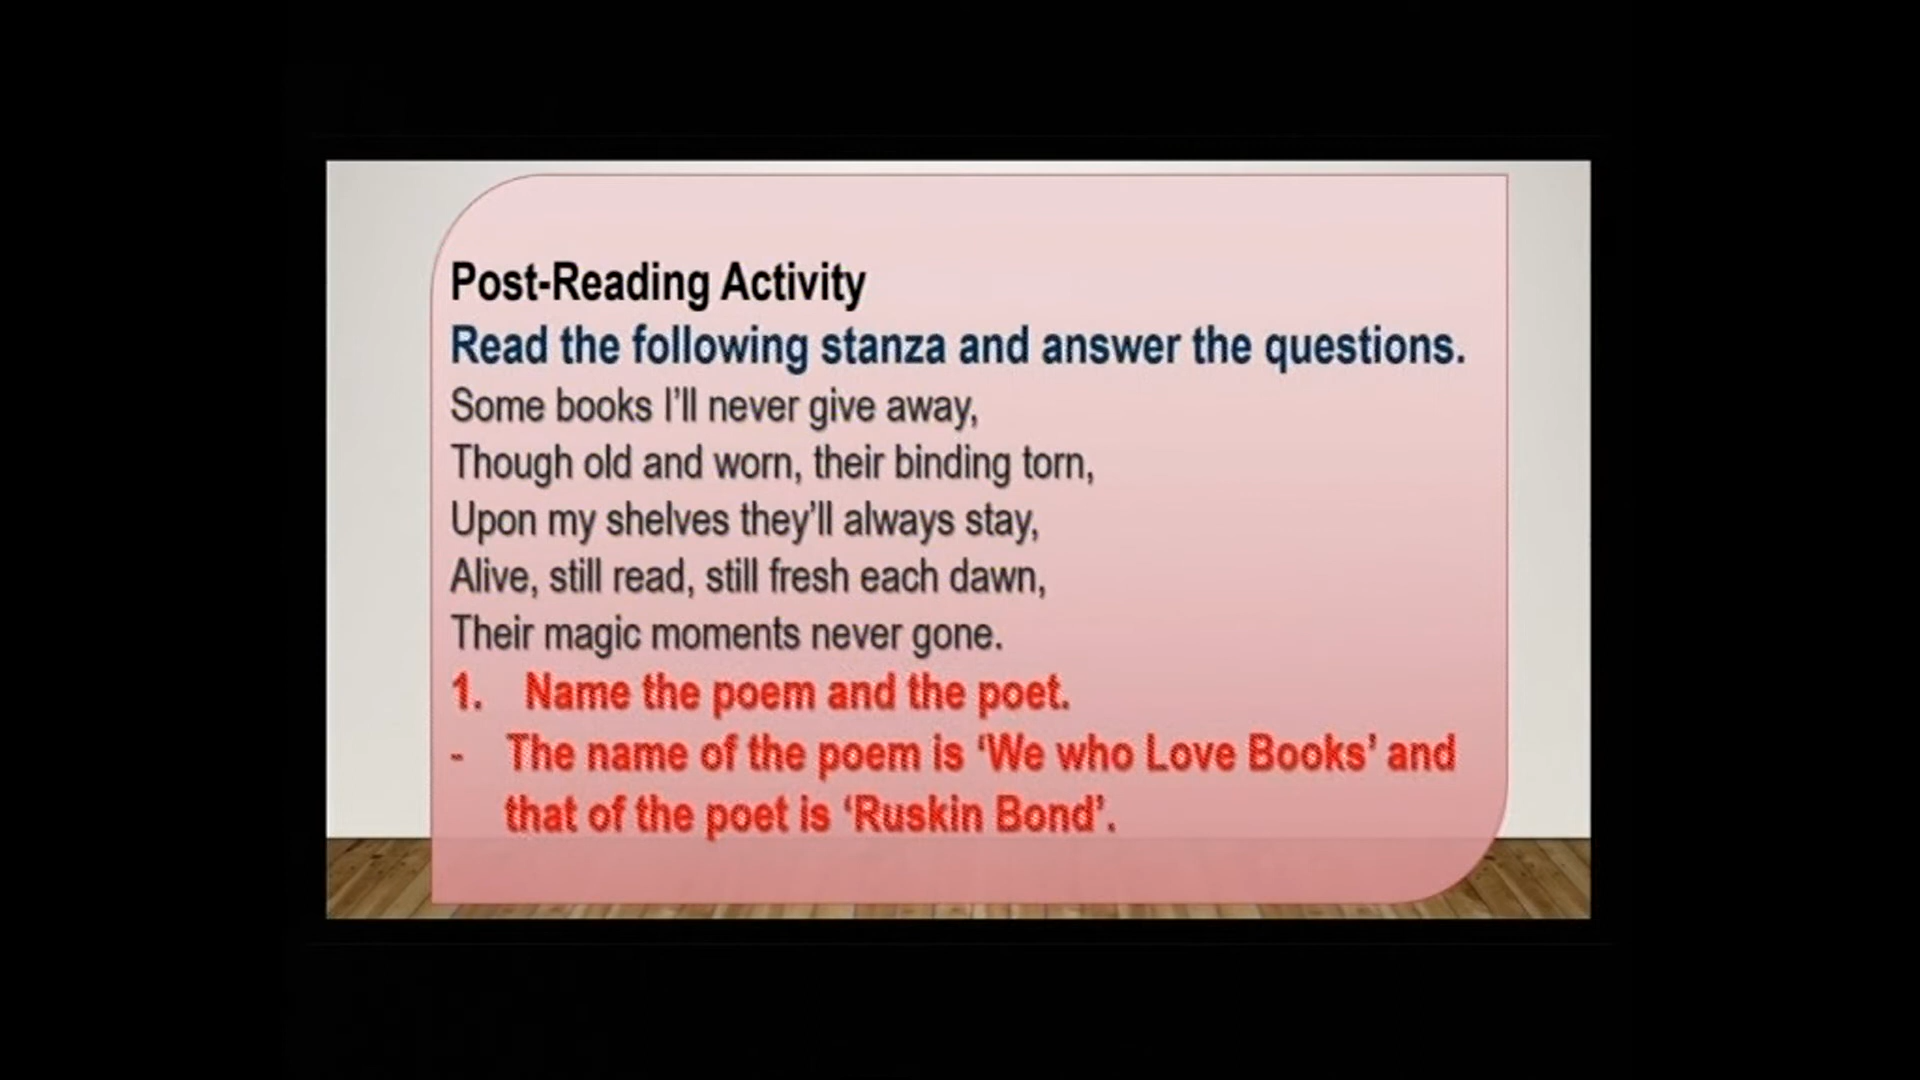 Post-Reading Activity
Read the following stanza and answer the questions.
Some books I’ll never give away,
Though old and worn, their binding torn,
Upon my shelves they’ll always stay,
Alive, still read, still fresh each dawn,
Their magic moments never gone.
1. Name the poem and the poet.
- The name of the poem is ‘We who Love Books’ and
that of the poet is ‘Ruskin Bond’.